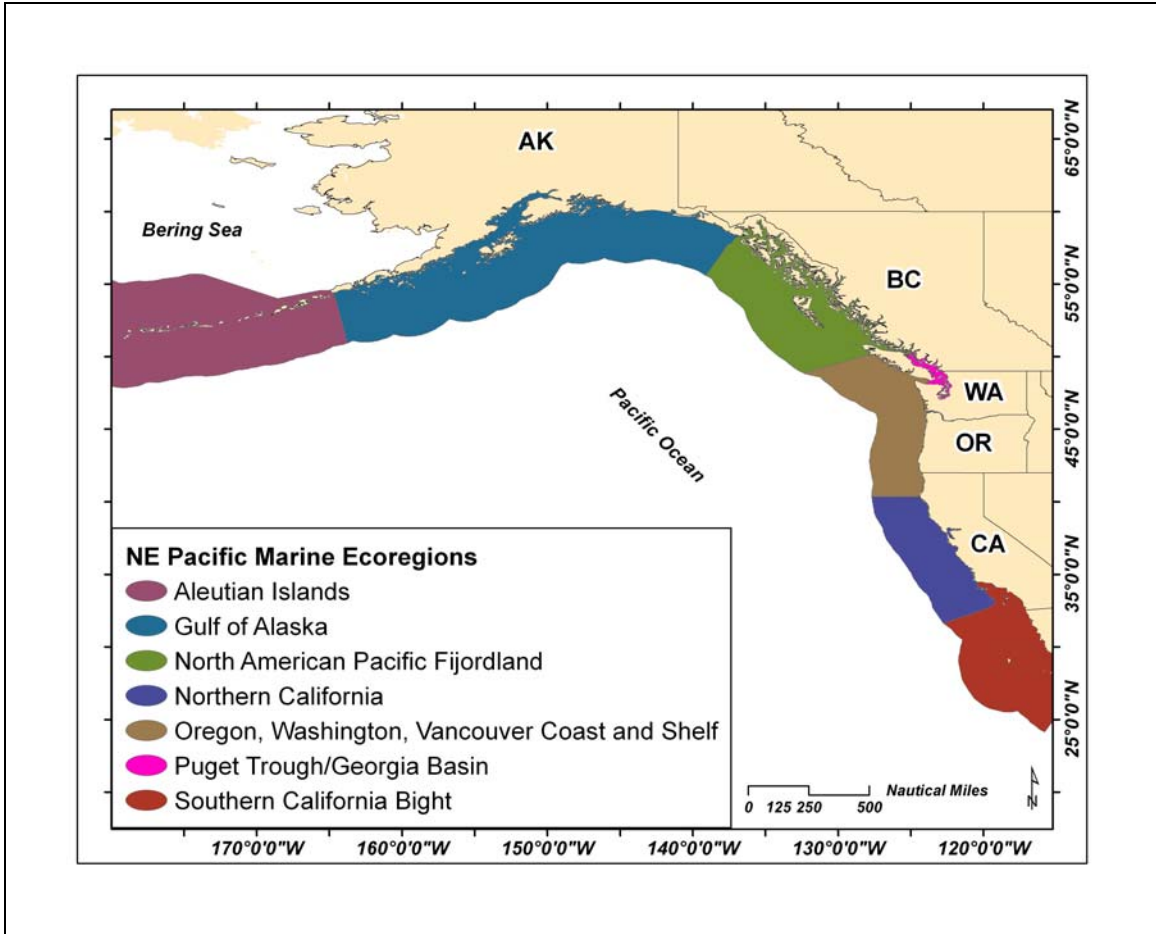 AK
Bering Sea
BC
WA
OR
CA
Pacific Ocean
65°0'0"N
55°0'0"N
45°0'0"N
35°0'0"N
25°0'0"N
NE Pacific Marine Ecoregions
Aleutian Islands
Gulf of Alaska
North American Pacific Fijordland
Northern California
Oregon, Washington, Vancouver Coast and Shelf
Puget Trough/Georgia Basin
Southern California Bight
Nautical Miles
0 125 250 500
N
170°0'0"W 160°0'0"W 150°0'0"W 140°0'0"W 130°0'0"W 120°0'0"W